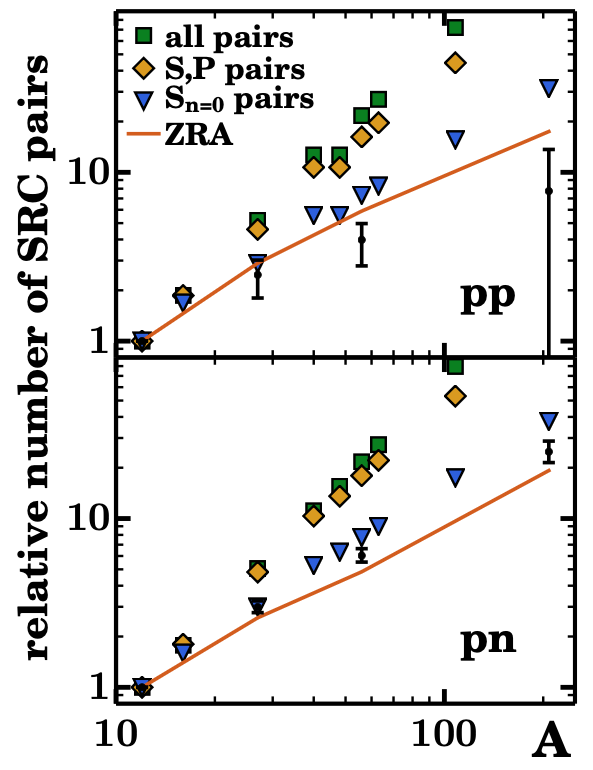 all pairs
S,P pairs
Sₙ₌₀ pairs
ZRA
10
1
pp
relative number of SRC pairs
10
1
pn
10
100
A